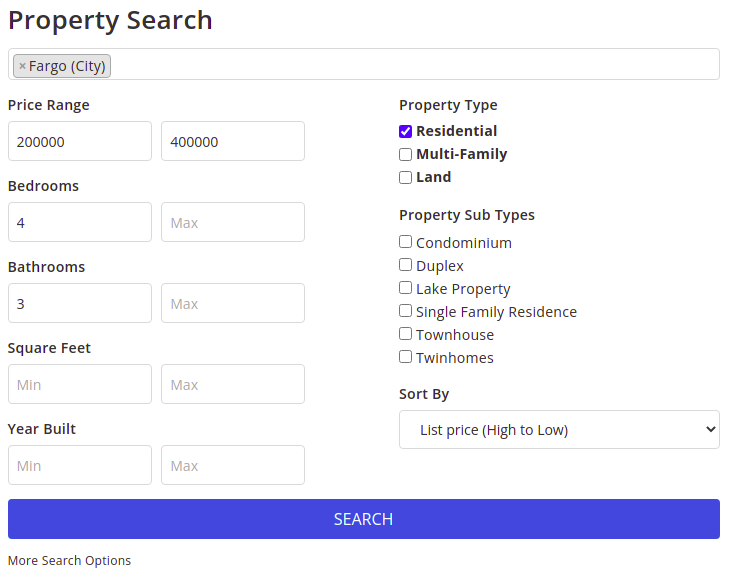 Property Search
× Fargo (City)
Price Range
200000 400000
Bedrooms
4 Max
Bathrooms
3 Max
Square Feet
Min Max
Year Built
Min Max
Property Type
Residential
Multi-Family
Land
Property Sub Types
Condominium
Duplex
Lake Property
Single Family Residence
Townhouse
Twinhomes
Sort By
List price (High to Low)
SEARCH
More Search Options